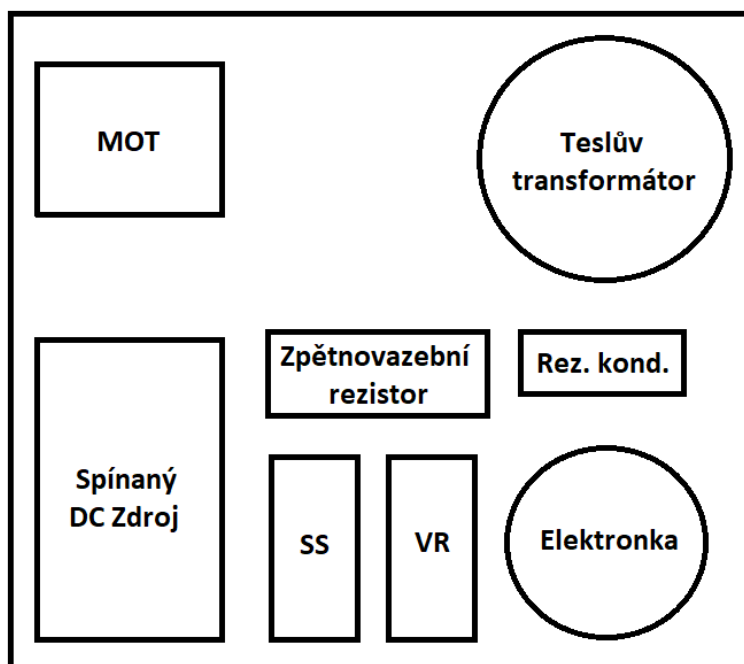 MOT
Teslův
transformátor
Zpětnovazební
rezistor
Rez. kond.
Spínaný
DC Zdroj
SS
VR
Elektronka